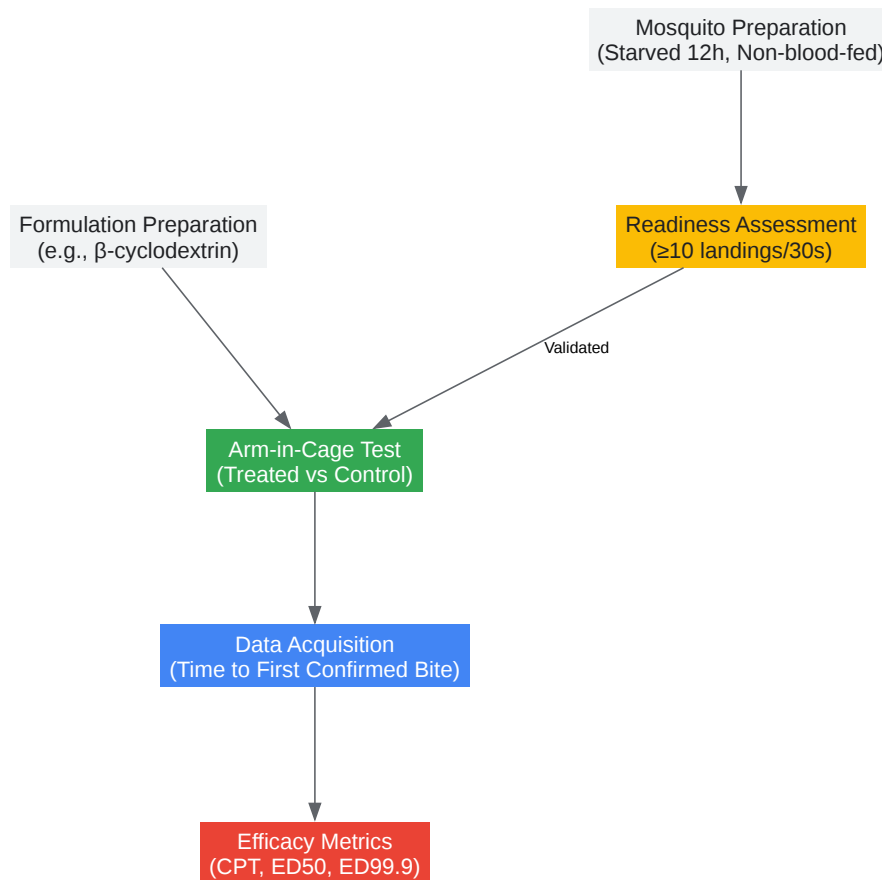 Mosquito Preparation
(Starved 12h, Non-blood-fed)
Formulation Preparation
(e.g., β-cyclodextrin)
Readiness Assessment
(≥10 landings/30s)
Validated
Arm-in-Cage Test
(Treated vs Control)
Data Acquisition
(Time to First Confirmed Bite)
Efficacy Metrics
(CPT, ED50, ED99.9)